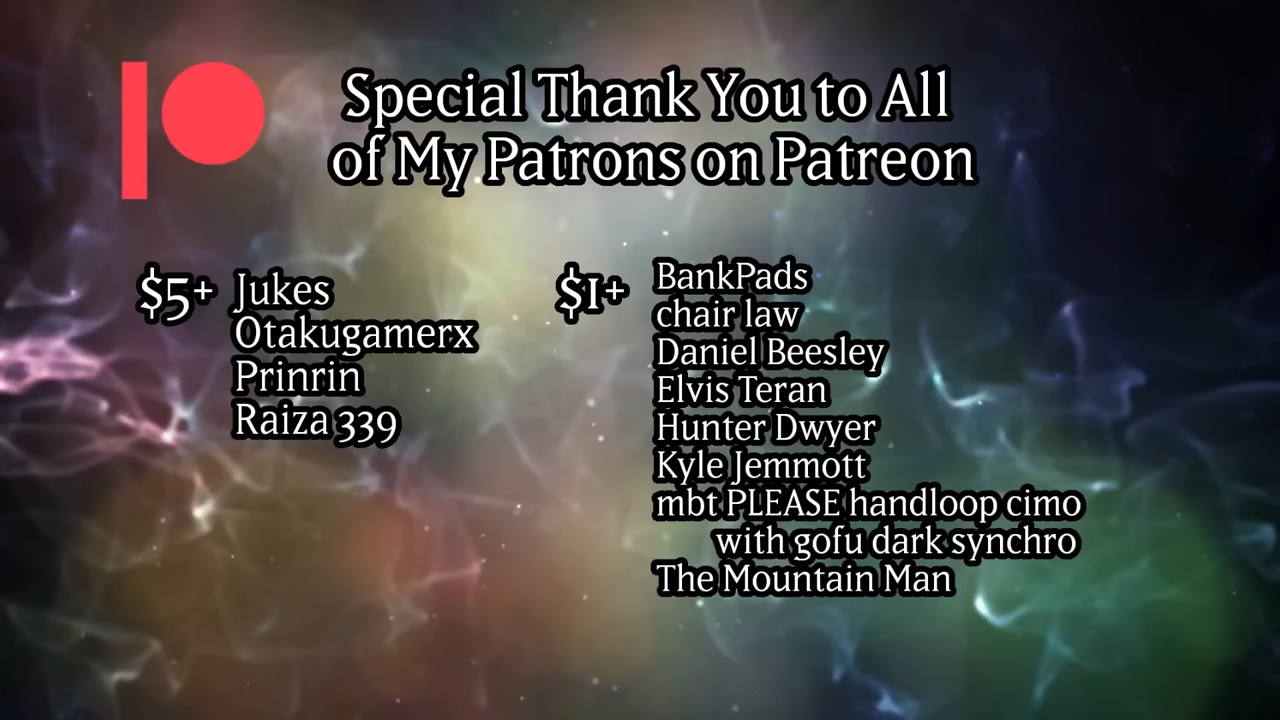 Special Thank You to All
of My Patrons on Patreon
$5+
Jukes
Otakugamerx
Prinrin
Raiza 339
$1+
BankPads
chair law
Daniel Beesley
Elvis Teran
Hunter Dwyer
Kyle Jemmott
mbt PLEASE handloop cimo
with gofu dark synchro
The Mountain Man